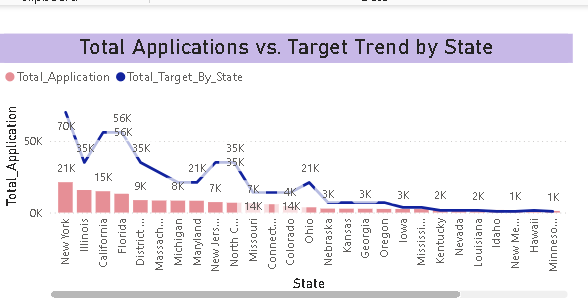 Total Applications vs. Target Trend by State
Total_Application Total_Target_By_State
Total_Application
50K
0K
70K
35K
56K
56K
35K
21K
35K
35K
21K
21K
15K
9K
8K
7K
7K
14K
4K
14K
3K
3K
3K
2K
2K
1K
1K
New York
Illinois
California
Florida
District ...
Massach...
Michigan
Maryland
New Jers...
North C...
Missouri
Connect...
Colorado
Ohio
Nebraska
Kansas
Georgia
Oregon
Iowa
Mississi...
Kentucky
Nevada
Louisiana
Idaho
New Me...
Hawaii
Minneso...
State